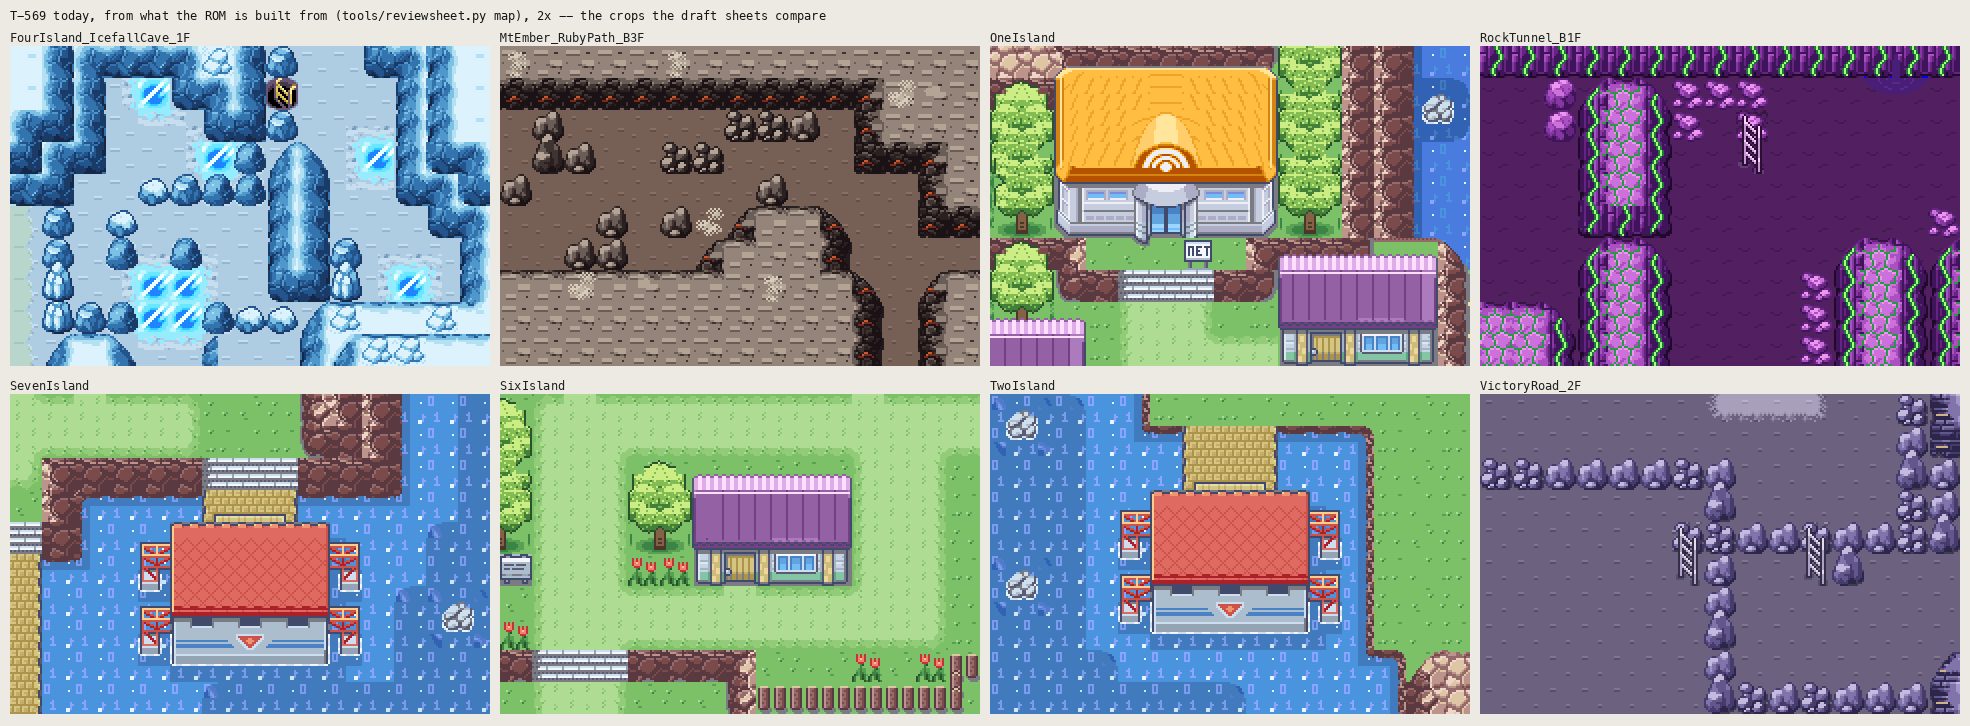 T—569 today, from what the ROM is built from (tools/reviewsheet.py map), 2x —— the crops the draft sheets compare
FourIsland_IcefallCave_1F
MtEmber_RubyPath_B3F
OneIsland
RockTunnel_B1F
ПЕТ
SevenIsland
SixIsland
TwoIsland
VictoryRoad_2F